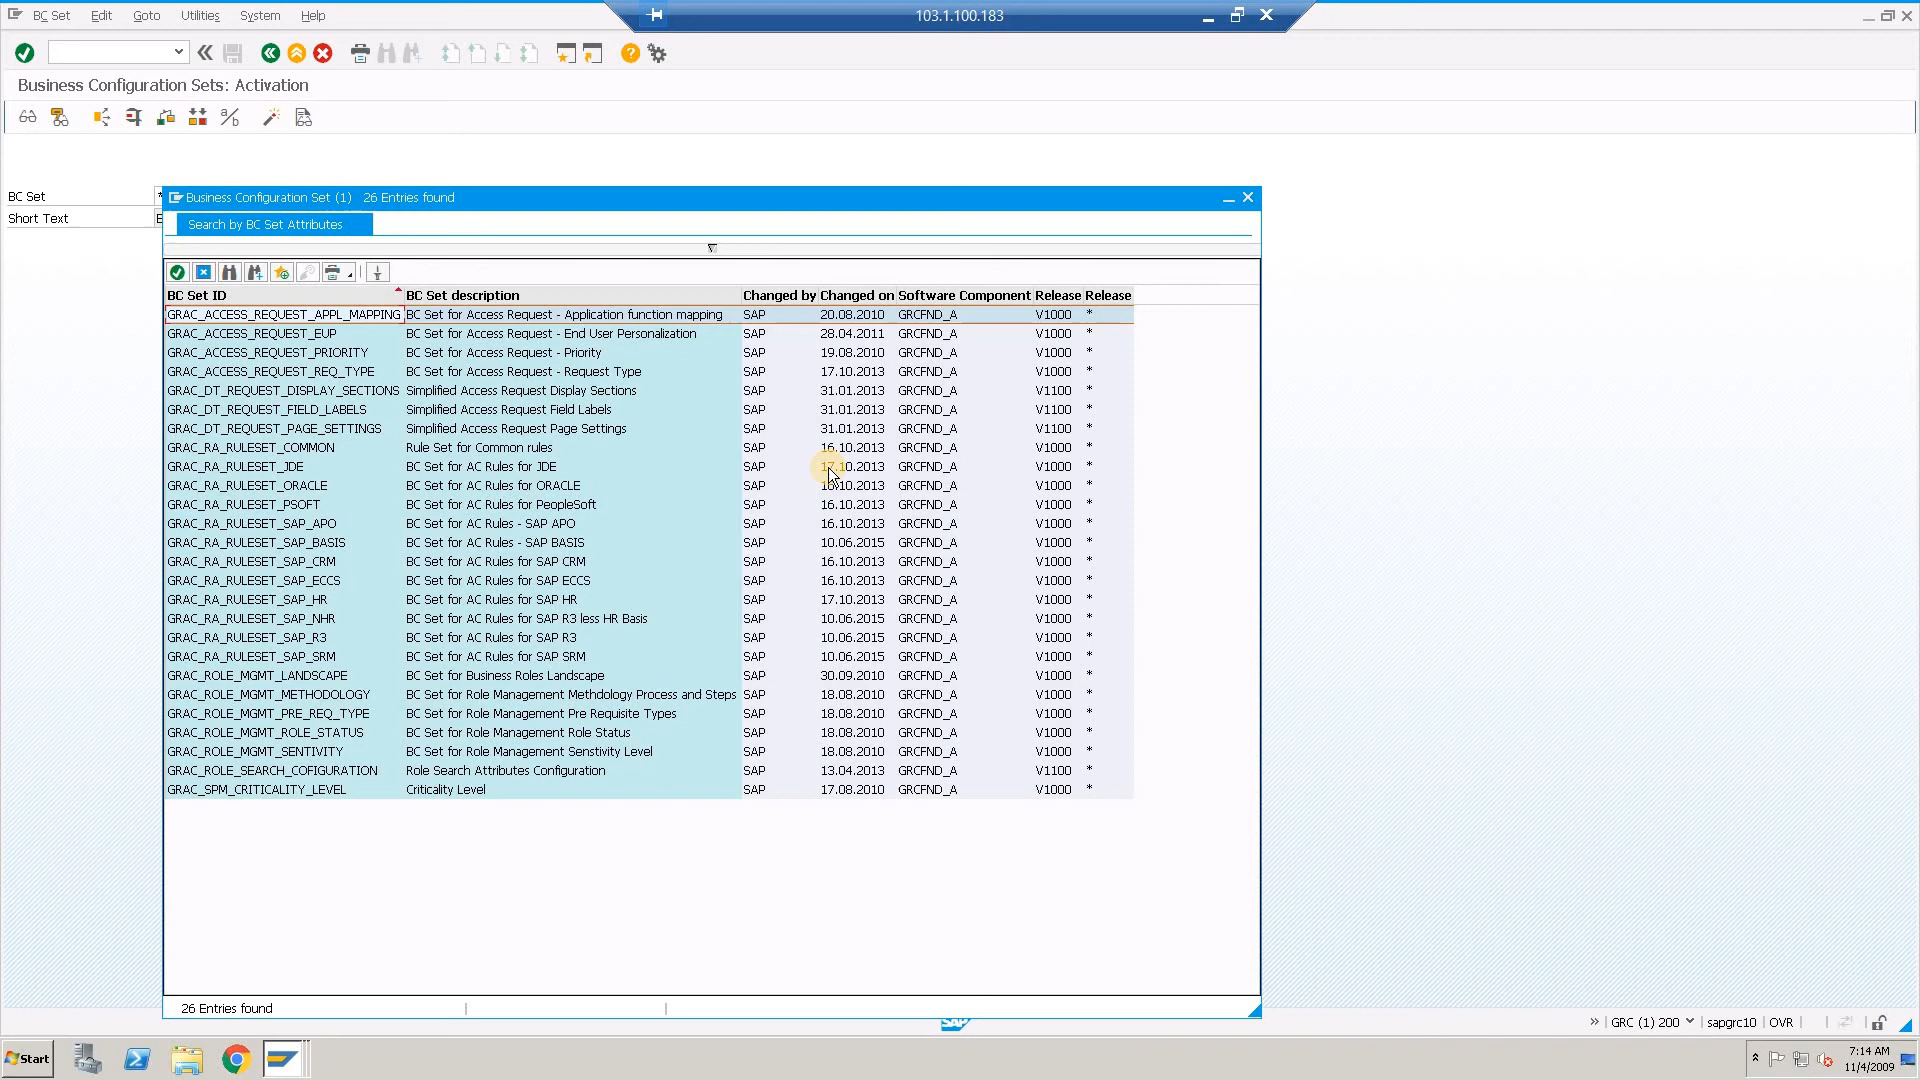 BC Set Edit Goto Utilities System Help
103.1.100.183
Business Configuration Sets: Activation
BC Set *
Short Text
Business Configuration Set (1) 26 Entries found
Search by BC Set Attributes
BC Set ID BC Set description Changed by Changed on Software Component Release Release
GRAC_ACCESS_REQUEST_APPL_MAPPING BC Set for Access Request - Application function mapping SAP 20.08.2010 GRCFND_A V1000 *
GRAC_ACCESS_REQUEST_EUP BC Set for Access Request - End User Personalization SAP 28.04.2011 GRCFND_A V1000 *
GRAC_ACCESS_REQUEST_PRIORITY BC Set for Access Request - Priority SAP 19.08.2010 GRCFND_A V1000 *
GRAC_ACCESS_REQUEST_REQ_TYPE BC Set for Access Request - Request Type SAP 17.10.2013 GRCFND_A V1000 *
GRAC_DT_REQUEST_DISPLAY_SECTIONS Simplified Access Request Display Sections SAP 31.01.2013 GRCFND_A V1100 *
GRAC_DT_REQUEST_FIELD_LABELS Simplified Access Request Field Labels SAP 31.01.2013 GRCFND_A V1100 *
GRAC_DT_REQUEST_PAGE_SETTINGS Simplified Access Request Page Settings SAP 31.01.2013 GRCFND_A V1100 *
GRAC_RA_RULESET_COMMON Rule Set for Common rules SAP 16.10.2013 GRCFND_A V1000 *
GRAC_RA_RULESET_JDE BC Set for AC Rules for JDE SAP 17.10.2013 GRCFND_A V1000 *
GRAC_RA_RULESET_ORACLE BC Set for AC Rules for ORACLE SAP 16.10.2013 GRCFND_A V1000 *
GRAC_RA_RULESET_PSOFT BC Set for AC Rules for PeopleSoft SAP 16.10.2013 GRCFND_A V1000 *
GRAC_RA_RULESET_SAP_APO BC Set for AC Rules - SAP APO SAP 16.10.2013 GRCFND_A V1000 *
GRAC_RA_RULESET_SAP_BASIS BC Set for AC Rules - SAP BASIS SAP 10.06.2015 GRCFND_A V1000 *
GRAC_RA_RULESET_SAP_CRM BC Set for AC Rules for SAP CRM SAP 16.10.2013 GRCFND_A V1000 *
GRAC_RA_RULESET_SAP_ECCS BC Set for AC Rules for SAP ECCS SAP 16.10.2013 GRCFND_A V1000 *
GRAC_RA_RULESET_SAP_HR BC Set for AC Rules for SAP HR SAP 17.10.2013 GRCFND_A V1000 *
GRAC_RA_RULESET_SAP_NHR BC Set for AC Rules for SAP R3 less HR Basis SAP 10.06.2015 GRCFND_A V1000 *
GRAC_RA_RULESET_SAP_R3 BC Set for AC Rules for SAP R3 SAP 10.06.2015 GRCFND_A V1000 *
GRAC_RA_RULESET_SAP_SRM BC Set for AC Rules for SAP SRM SAP 10.06.2015 GRCFND_A V1000 *
GRAC_ROLE_MGMT_LANDSCAPE BC Set for Business Roles Landscape SAP 30.09.2010 GRCFND_A V1000 *
GRAC_ROLE_MGMT_METHODOLOGY BC Set for Role Management Methdology Process and Steps SAP 18.08.2010 GRCFND_A V1000 *
GRAC_ROLE_MGMT_PRE_REQ_TYPE BC Set for Role Management Pre Requisite Types SAP 18.08.2010 GRCFND_A V1000 *
GRAC_ROLE_MGMT_ROLE_STATUS BC Set for Role Management Role Status SAP 18.08.2010 GRCFND_A V1000 *
GRAC_ROLE_MGMT_SENTIVITY BC Set for Role Management Senstivity Level SAP 18.08.2010 GRCFND_A V1000 *
GRAC_ROLE_SEARCH_COFIGURATION Role Search Attributes Configuration SAP 13.04.2013 GRCFND_A V1100 *
GRAC_SPM_CRITICALITY_LEVEL Criticality Level SAP 17.08.2010 GRCFND_A V1000 *
26 Entries found
SAP
GRC (1) 200 sapgrc10 OVR
Start
7:14 AM
11/4/2009